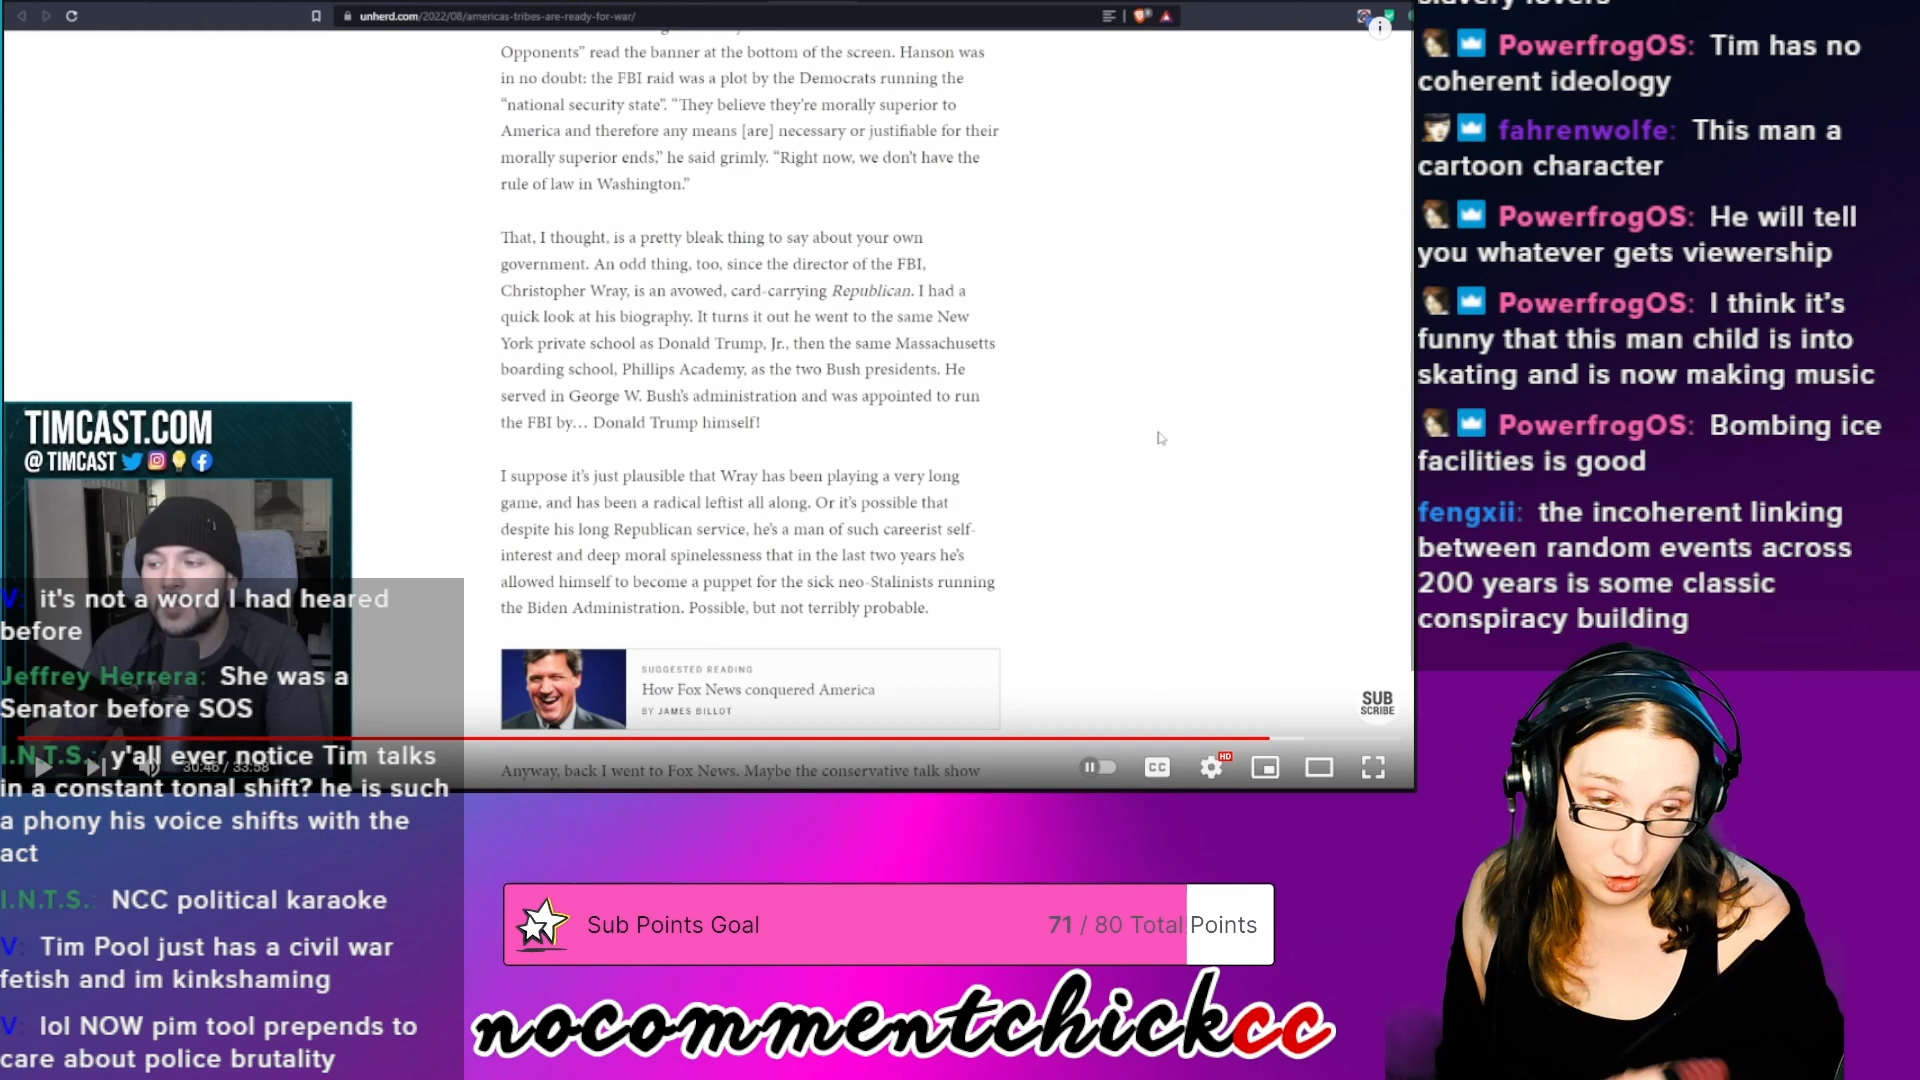 unherd.com/2022/08/americas-tribes-are-ready-for-war/
Opponents” read the banner at the bottom of the screen. Hanson was
in no doubt: the FBI raid was a plot by the Democrats running the
“national security state”. “They believe they’re morally superior to
America and therefore any means [are] necessary or justifiable for their
morally superior ends,” he said grimly. “Right now, we don’t have the
rule of law in Washington.”
That, I thought, is a pretty bleak thing to say about your own
government. An odd thing, too, since the director of the FBI,
Christopher Wray, is an avowed, card-carrying Republican. I had a
quick look at his biography. It turns it out he went to the same New
York private school as Donald Trump, Jr., then the same Massachusetts
boarding school, Phillips Academy, as the two Bush presidents. He
served in George W. Bush’s administration and was appointed to run
the FBI by… Donald Trump himself!
I suppose it’s just plausible that Wray has been playing a very long
game, and has been a radical leftist all along. Or it’s possible that
despite his long Republican service, he’s a man of such careerist self-
interest and deep moral spinelessness that in the last two years he’s
allowed himself to become a puppet for the sick neo-Stalinists running
the Biden Administration. Possible, but not terribly probable.
SUGGESTED READING
How Fox News conquered America
BY JAMES BILLOT
Anyway, back I went to Fox News. Maybe the conservative talk show
SUB
SCRIBE
CC
HD
30:46 / 33:58
TIMCAST.COM
@TIMCAST
V: it's not a word I had heared
before
Jeffrey Herrera: She was a
Senator before SOS
I.N.T.S.: y'all ever notice Tim talks
in a constant tonal shift? he is such
a phony his voice shifts with the
act
I.N.T.S.: NCC political karaoke
V: Tim Pool just has a civil war
fetish and im kinkshaming
V: lol NOW pim tool prepends to
care about police brutality
Sub Points Goal
71 / 80 Total Points
nocommentchickcc
slavery lovers
PowerfrogOS: Tim has no
coherent ideology
fahrenwolfe: This man a
cartoon character
PowerfrogOS: He will tell
you whatever gets viewership
PowerfrogOS: I think it’s
funny that this man child is into
skating and is now making music
PowerfrogOS: Bombing ice
facilities is good
fengxii: the incoherent linking
between random events across
200 years is some classic
conspiracy building